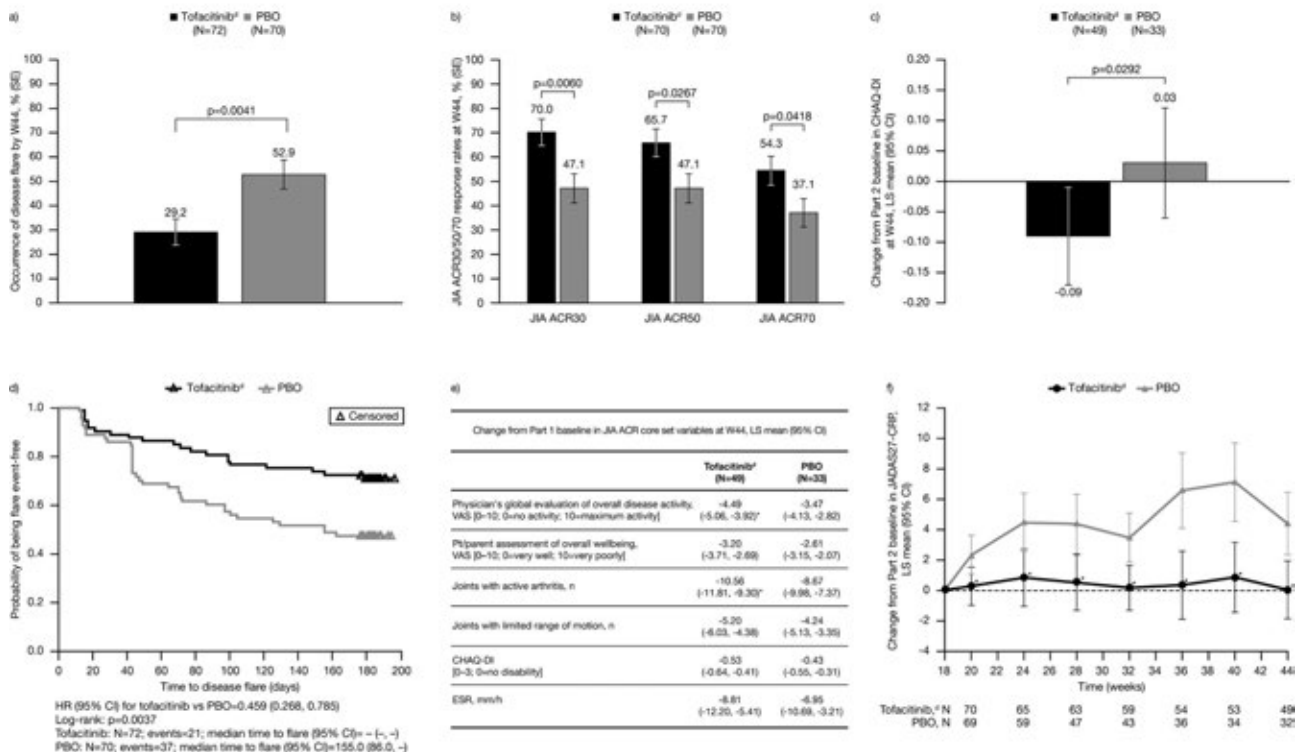 a)
Tofacitinibᵈ PBO
(N=72) (N=70)
Occurrence of disease flare by W44, % (SE)
100
90
80
70
60
50
40
30
20
10
0
p=0.0041
29.2
52.9
b)
Tofacitinibᵈ PBO
(N=70) (N=70)
JIA ACR30/50/70 response rates at W44, % (SE)
100
90
80
70
60
50
40
30
20
10
0
p=0.0060
70.0
47.1
p=0.0267
65.7
47.1
p=0.0418
54.3
37.1
JIA ACR30 JIA ACR50 JIA ACR70
c)
Tofacitinibᵈ PBO
(N=49) (N=33)
Change from Part 2 baseline in CHAQ-DI
at W44, LS mean (95% CI)
0.20
0.15
0.10
0.05
0.00
-0.05
-0.10
-0.15
-0.20
p=0.0292
0.03
-0.09
d)
Tofacitinibᵈ PBO
Censored
Probability of being flare event-free
1.0
0.8
0.6
0.4
0.2
0.0
0 20 40 60 80 100 120 140 160 180 200
Time to disease flare (days)
HR (95% CI) for tofacitinib vs PBO=0.459 (0.268, 0.785)
Log-rank: p=0.0037
Tofacitinib: N=72; events=21; median time to flare (95% CI)= – (–, –)
PBO: N=70; events=37; median time to flare (95% CI)=155.0 (86.0, –)
e)
Change from Part 1 baseline in JIA ACR core set variables at W44, LS mean (95% CI)
Tofacitinibᵈ PBO
(N=49) (N=33)
Physician's global evaluation of overall disease activity, -4.49 -3.47
VAS [0–10; 0=no activity; 10=maximum activity] (-5.06, -3.92)* (-4.13, -2.82)
Pt/parent assessment of overall wellbeing, -3.20 -2.61
VAS [0–10; 0=very well; 10=very poorly] (-3.71, -2.69) (-3.15, -2.07)
Joints with active arthritis, n -10.56 -8.67
(-11.81, -9.30)* (-9.98, -7.37)
Joints with limited range of motion, n -5.20 -4.24
(-6.03, -4.38) (-5.13, -3.35)
CHAQ-DI -0.53 -0.43
[0–3; 0=no disability] (-0.64, -0.41) (-0.55, -0.31)
ESR, mm/h -8.81 -6.95
(-12.20, -5.41) (-10.69, -3.21)
f)
Tofacitinibᵈ PBO
Change from Part 2 baseline in JADAS27-CRP,
LS mean (95% CI)
12
10
8
6
4
2
0
-2
-4
18 20 24 28 32 36 40
Time (weeks)
Tofacitinib,ᵈ N 70 65 63 59 54 53
PBO, N 69 59 47 43 36 34